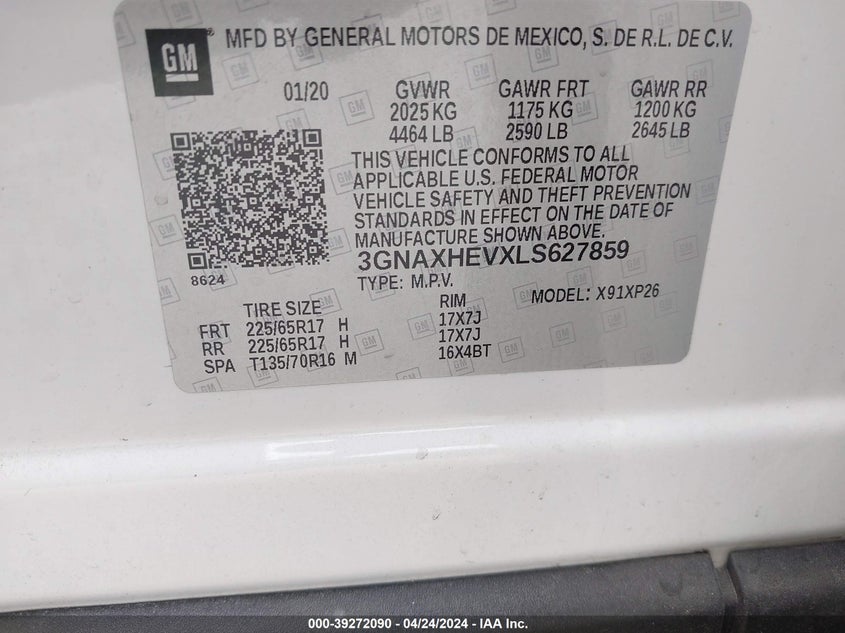 GM ® MFD BY GENERAL MOTORS DE MEXICO, S. DE R.L. DE C.V.
01/20 GVWR GAWR FRT GAWR RR
2025 KG 1175 KG 1200 KG
4464 LB 2590 LB 2645 LB
THIS VEHICLE CONFORMS TO ALL
APPLICABLE U.S. FEDERAL MOTOR
VEHICLE SAFETY AND THEFT PREVENTION
STANDARDS IN EFFECT ON THE DATE OF
MANUFACTURE SHOWN ABOVE.
3GNAXHEVXLS627859
8624
TYPE: M.P.V. MODEL: X91XP26
TIRE SIZE RIM
FRT 225/65R17 H 17X7J
RR 225/65R17 H 17X7J
SPA T135/70R16 M 16X4BT
000-39272090 - 04/24/2024 - IAA Inc.